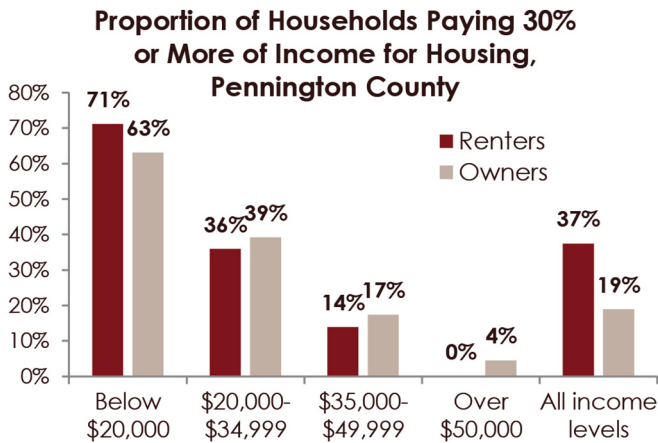 Proportion of Households Paying 30%
or More of Income for Housing,
Pennington County
80%
70%
60%
50%
40%
30%
20%
10%
0%
71%
63%
36%
39%
14%
17%
0%
4%
37%
19%
Renters
Owners
Below
$20,000
$20,000-
$34,999
$35,000-
$49,999
Over
$50,000
All income
levels